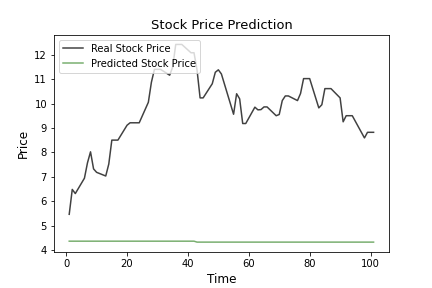 Stock Price Prediction
Real Stock Price
Predicted Stock Price
Price
12
11
10
9
8
7
6
5
4
0 20 40 60 80 100
Time